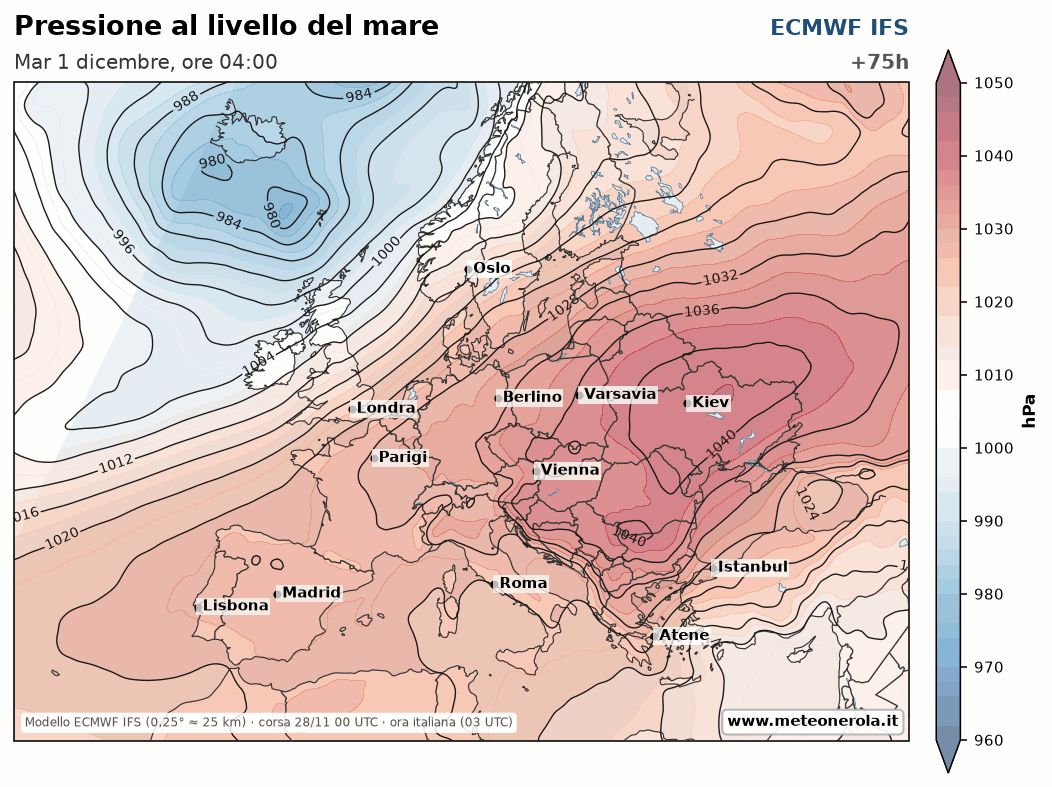 Pressione al livello del mare
ECMWF IFS
Mar 1 dicembre, ore 04:00
+75h
988
984
980
980
984
996
1000
1004
1012
016
1020
1028
1032
1036
1040
1040
1024
1
Oslo
Londra
Berlino
Varsavia
Kiev
Parigi
Vienna
Istanbul
Roma
Madrid
Lisbona
Atene
1050
1040
1030
1020
1010
1000
990
980
970
960
hPa
Modello ECMWF IFS (0,25° ≈ 25 km) · corsa 28/11 00 UTC · ora italiana (03 UTC)
www.meteonerola.it